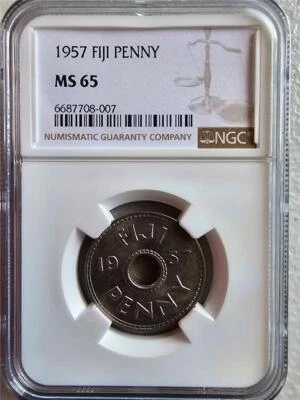 1957 FIJI PENNY
MS 65
6687708-007
NUMISMATIC GUARANTY COMPANY
NGC
FIJI
19 57
PENNY